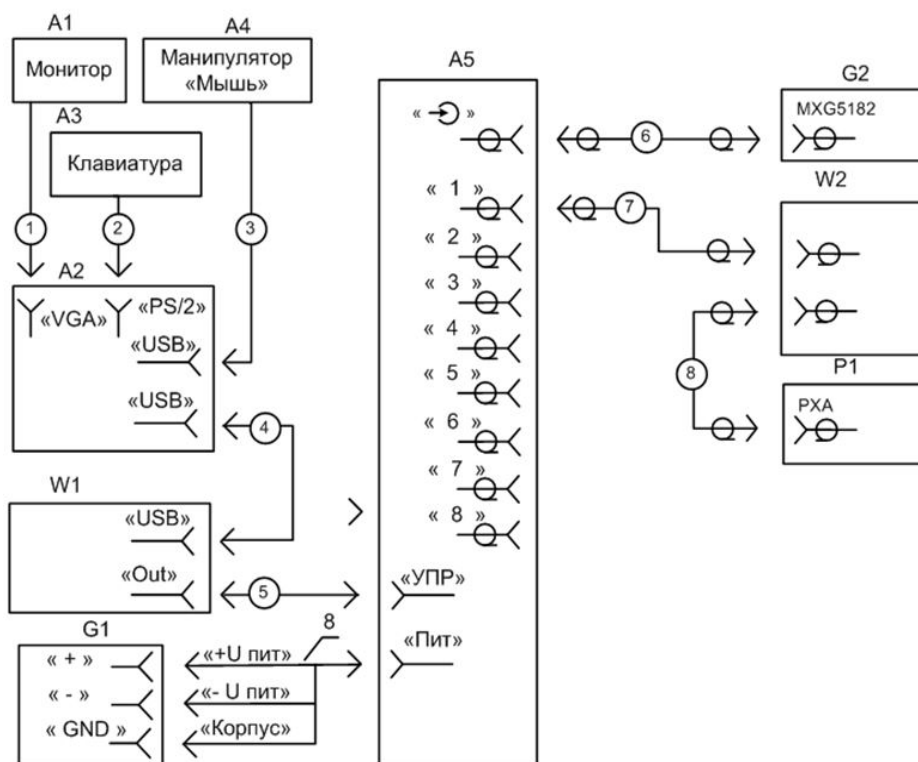 A1
Монитор
A4
Манипулятор
«Мышь»
A3
Клавиатура
1
2
3
A2
«VGA»
«PS/2»
«USB»
«USB»
4
W1
«USB»
«Out»
5
G1
« + »
« - »
« GND »
«+U пит»
«- U пит»
«Корпус»
8
A5
« »
« 1 »
« 2 »
« 3 »
« 4 »
« 5 »
« 6 »
« 7 »
« 8 »
«УПР»
«Пит»
6
7
8
G2
MXG5182
W2
P1
PXA